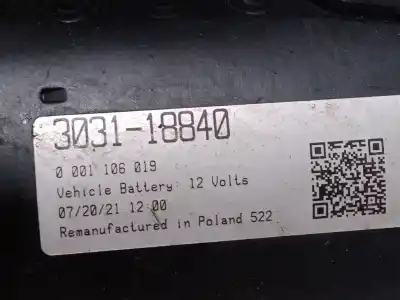 3031-18840
0 001 106 019
Vehicle Battery: 12 Volts
07/20/21 12:00
Remanufactured in Poland 522